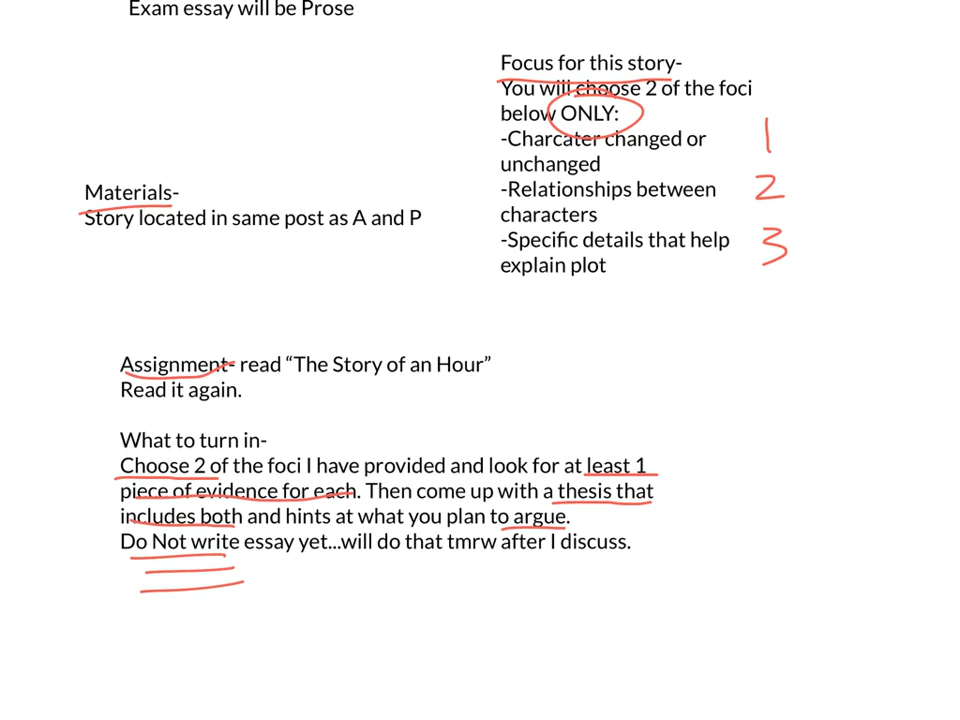 Exam essay will be Prose
Focus for this story-
You will choose 2 of the foci
below ONLY:
-Charcater changed or
unchanged
-Relationships between
characters
-Specific details that help
explain plot
1
2
3
Materials-
Story located in same post as A and P
Assignment- read “The Story of an Hour”
Read it again.
What to turn in-
Choose 2 of the foci I have provided and look for at least 1
piece of evidence for each. Then come up with a thesis that
includes both and hints at what you plan to argue.
Do Not write essay yet...will do that tmrw after I discuss.